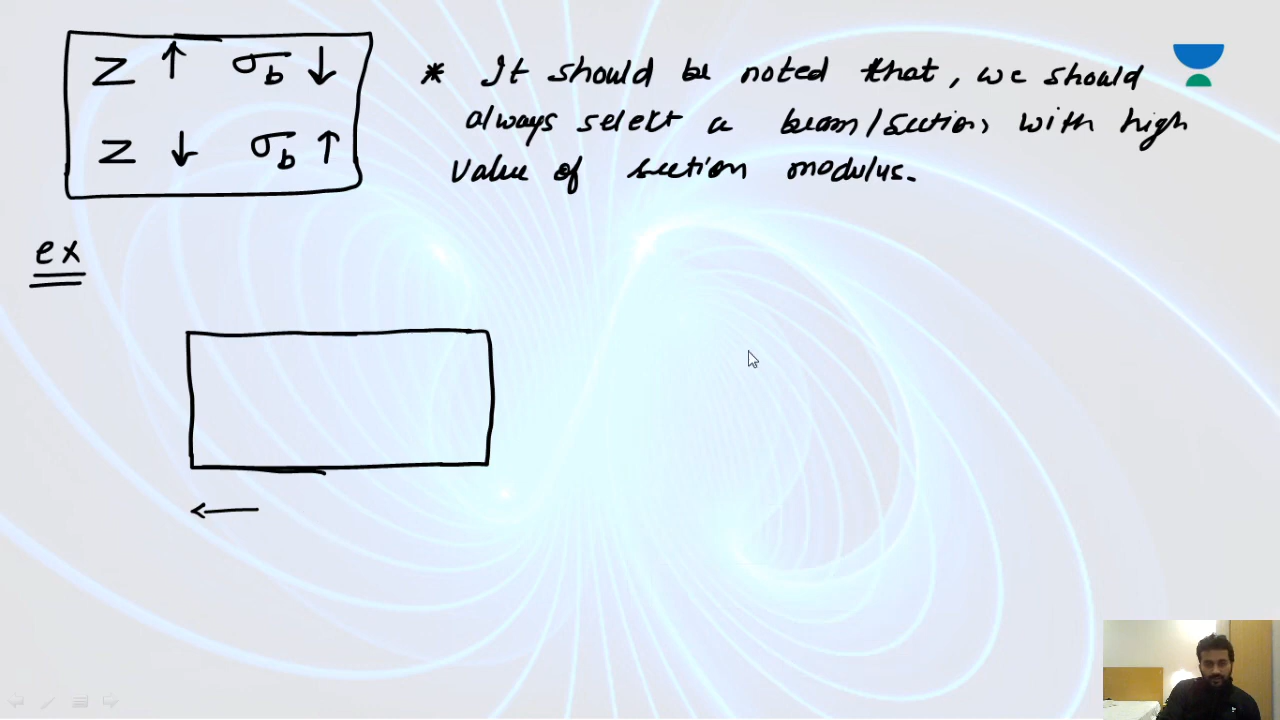 Z ↑ σb ↓
Z ↓ σb ↑
* It should be noted that, we should
always select a beam/section, with high
value of section modulus.
ex